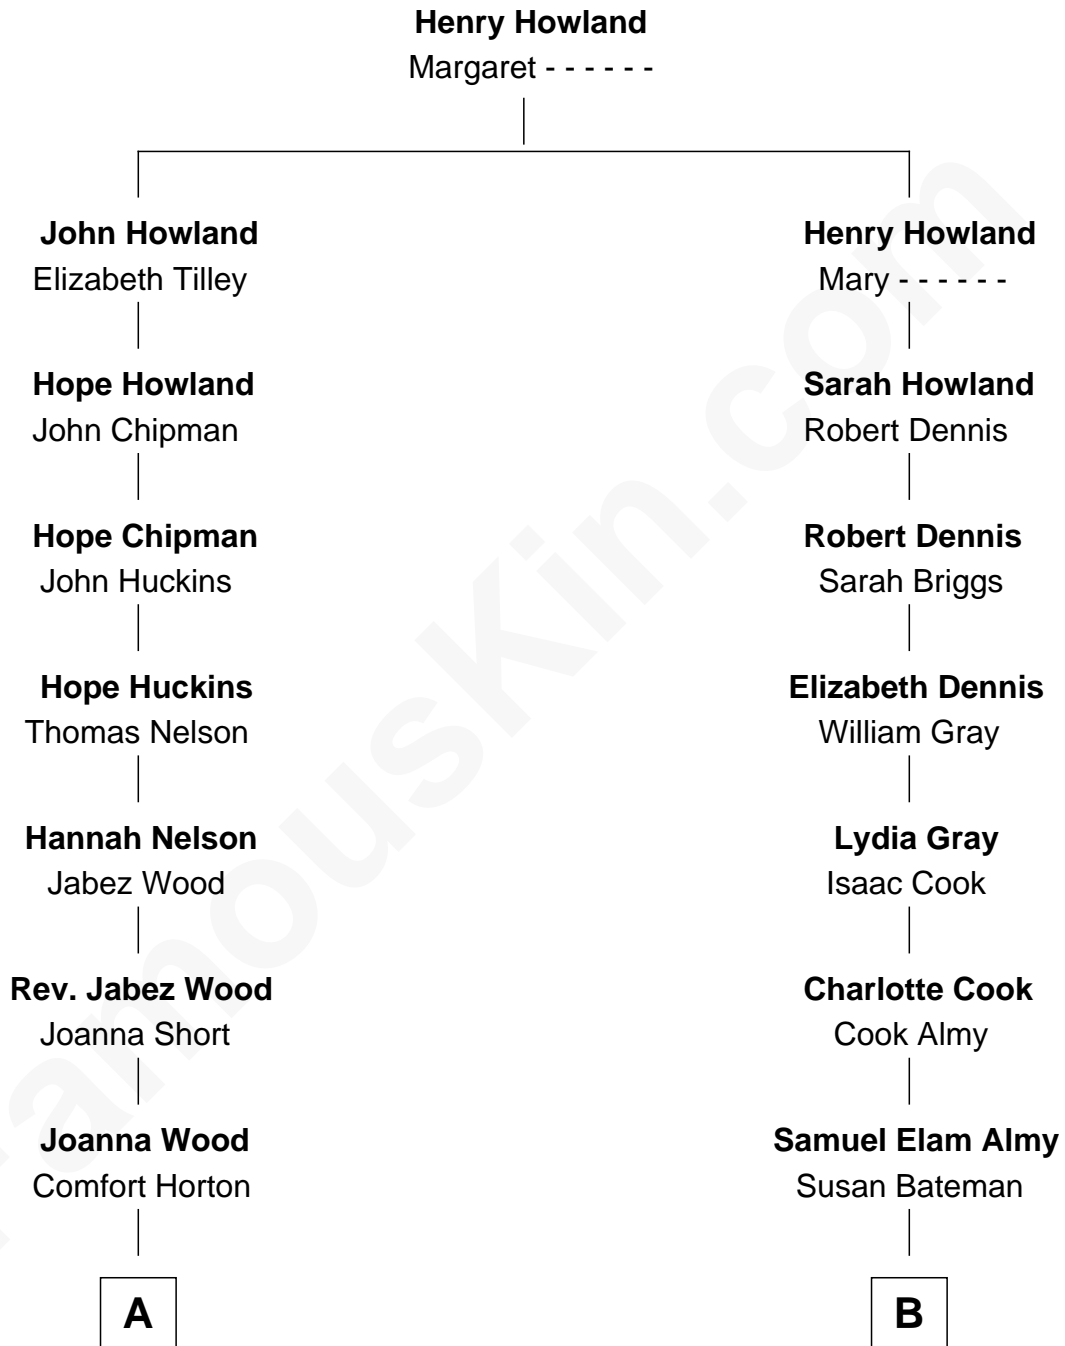 Henry Howland
Margaret - - - - - -
John Howland
Elizabeth Tilley
Henry Howland
Mary - - - - - -
Hope Howland
John Chipman
Sarah Howland
Robert Dennis
Hope Chipman
John Huckins
Robert Dennis
Sarah Briggs
Hope Huckins
Thomas Nelson
Elizabeth Dennis
William Gray
Hannah Nelson
Jabez Wood
Lydia Gray
Isaac Cook
Rev. Jabez Wood
Joanna Short
Charlotte Cook
Cook Almy
Joanna Wood
Comfort Horton
Samuel Elam Almy
Susan Bateman
A
B
FamousKin.com